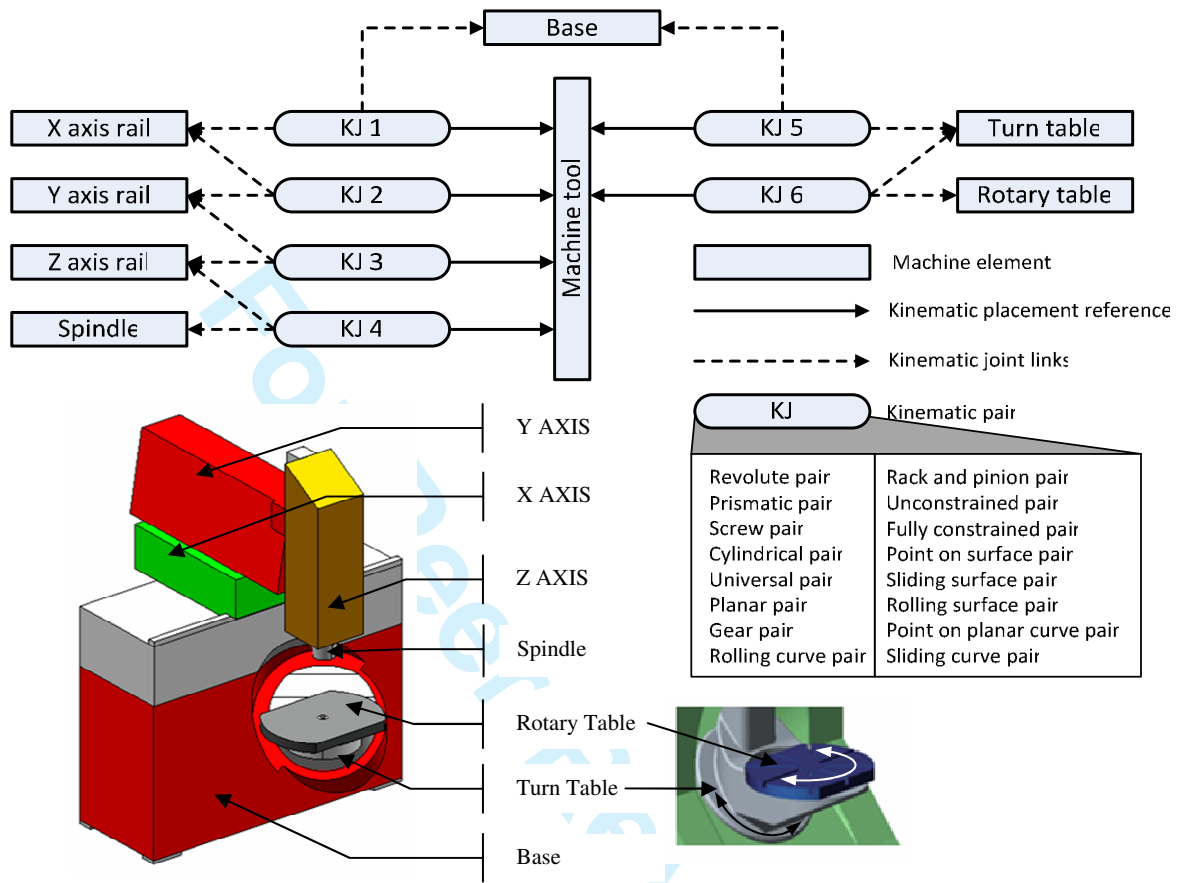 Base
X axis rail
KJ 1
KJ 5
Turn table
Y axis rail
KJ 2
KJ 6
Rotary table
Z axis rail
KJ 3
Spindle
KJ 4
Machine tool
Machine element
Kinematic placement reference
Kinematic joint links
KJ
Kinematic pair
Revolute pair
Prismatic pair
Screw pair
Cylindrical pair
Universal pair
Planar pair
Gear pair
Rolling curve pair
Rack and pinion pair
Unconstrained pair
Fully constrained pair
Point on surface pair
Sliding surface pair
Rolling surface pair
Point on planar curve pair
Sliding curve pair
Y AXIS
X AXIS
Z AXIS
Spindle
Rotary Table
Turn Table
Base